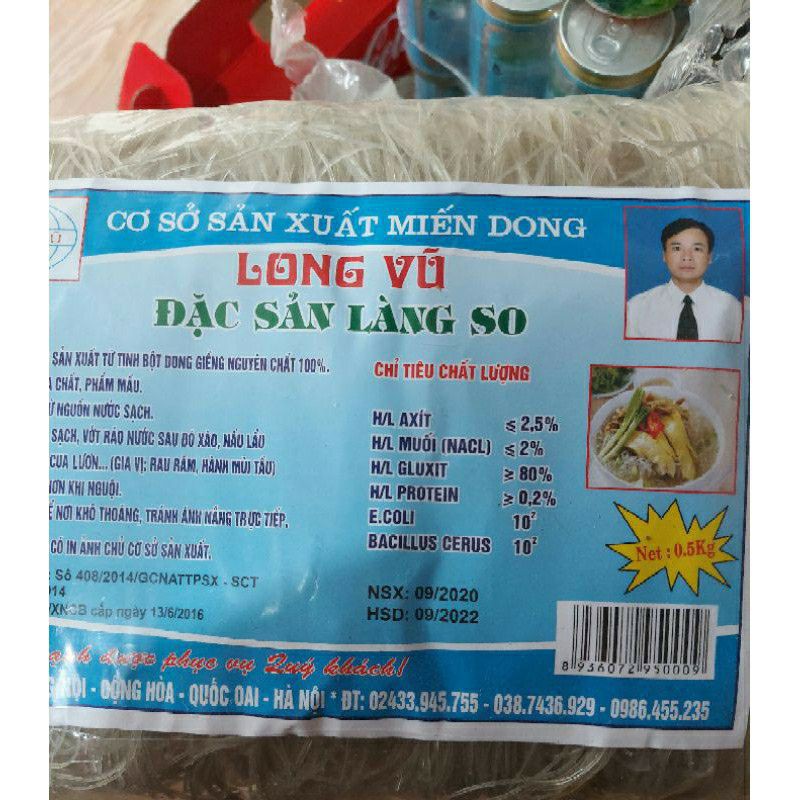 CƠ SỞ SẢN XUẤT MIẾN DONG
LONG VŨ
ĐẶC SẢN LÀNG SO
SẢN XUẤT TỪ TINH BỘT DONG GIỀNG NGUYÊN CHẤT 100%.
CHẤT, PHẨM MẦU.
NGUỒN NƯỚC SẠCH.
SẠCH, VỚT RÁO NƯỚC SAU ĐÓ XÀO, NẤU LẨU
CUA LƯƠN... (GIA VỊ: RAU RĂM, HÀNH MÙI TẦU)
KHI NGUỘI.
NƠI KHÔ THOÁNG, TRÁNH ÁNH NẮNG TRỰC TIẾP.
CÓ IN ẢNH CHỦ CƠ SỞ SẢN XUẤT.
: Số 408/2014/GCNATTPSX - SCT
014
/XNCB cấp ngày 13/6/2016
CHỈ TIÊU CHẤT LƯỢNG
H/L AXÍT ≤ 2,5%
H/L MUỐI (NACL) ≤ 2%
H/L GLUXIT ≥ 80%
H/L PROTEIN ≥ 0,2%
E.COLI 10²
BACILLUS CERUS 10²
NSX: 09/2020
HSD: 09/2022
Net : 0.5Kg
8 936072 950009
được phục vụ Quý khách!
- CỘNG HÒA - QUỐC OAI - HÀ NỘI * ĐT: 02433.945.755 - 038.7436.929 - 0986.455.235